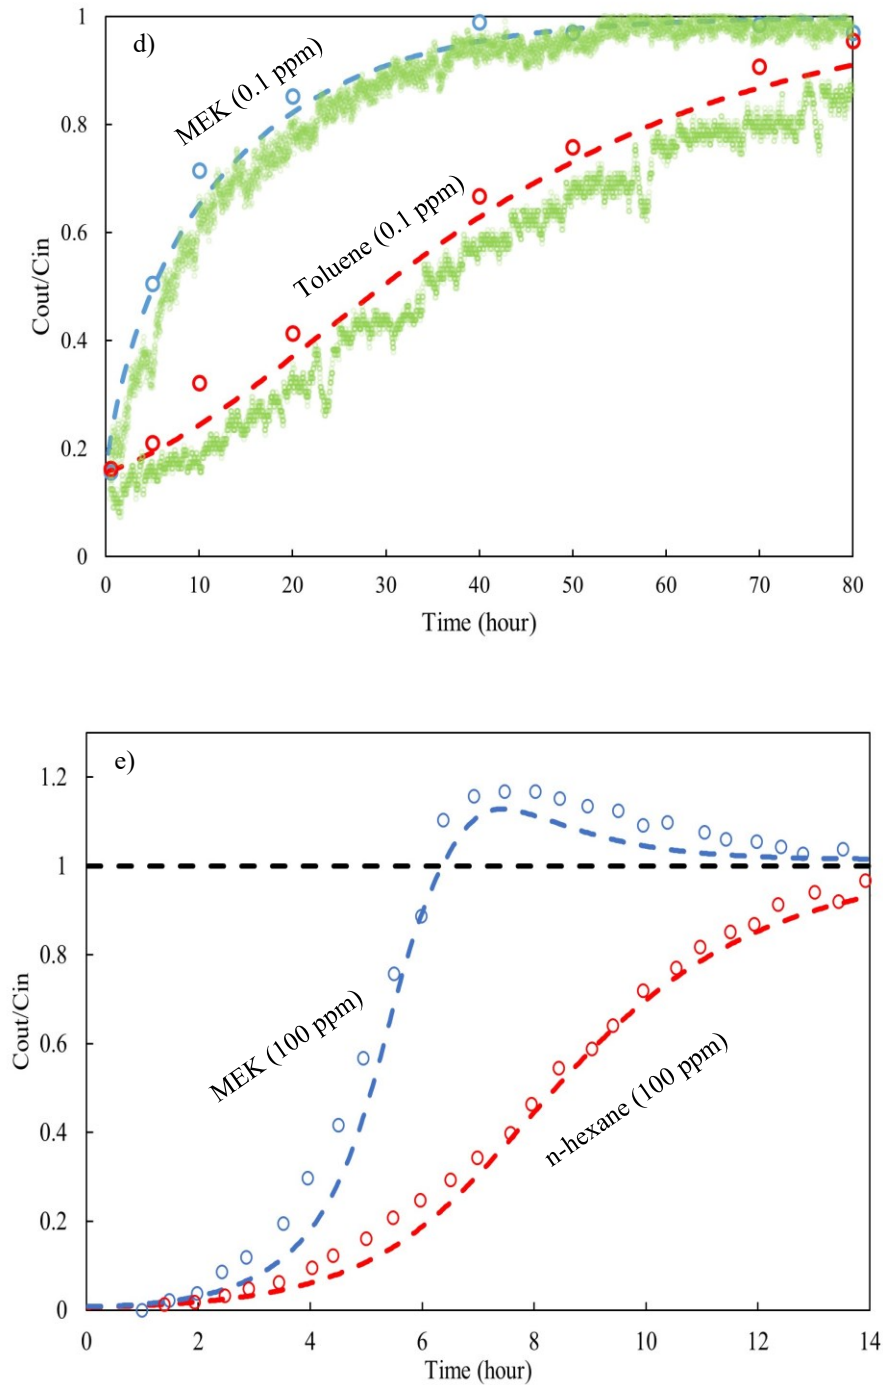 d)
1
0.8
0.6
0.4
0.2
0
Cout/Cin
MEK (0.1 ppm)
Toluene (0.1 ppm)
0 10 20 30 40 50 60 70 80
Time (hour)
e)
1.2
1
0.8
0.6
0.4
0.2
0
Cout/Cin
MEK (100 ppm)
n-hexane (100 ppm)
0 2 4 6 8 10 12 14
Time (hour)